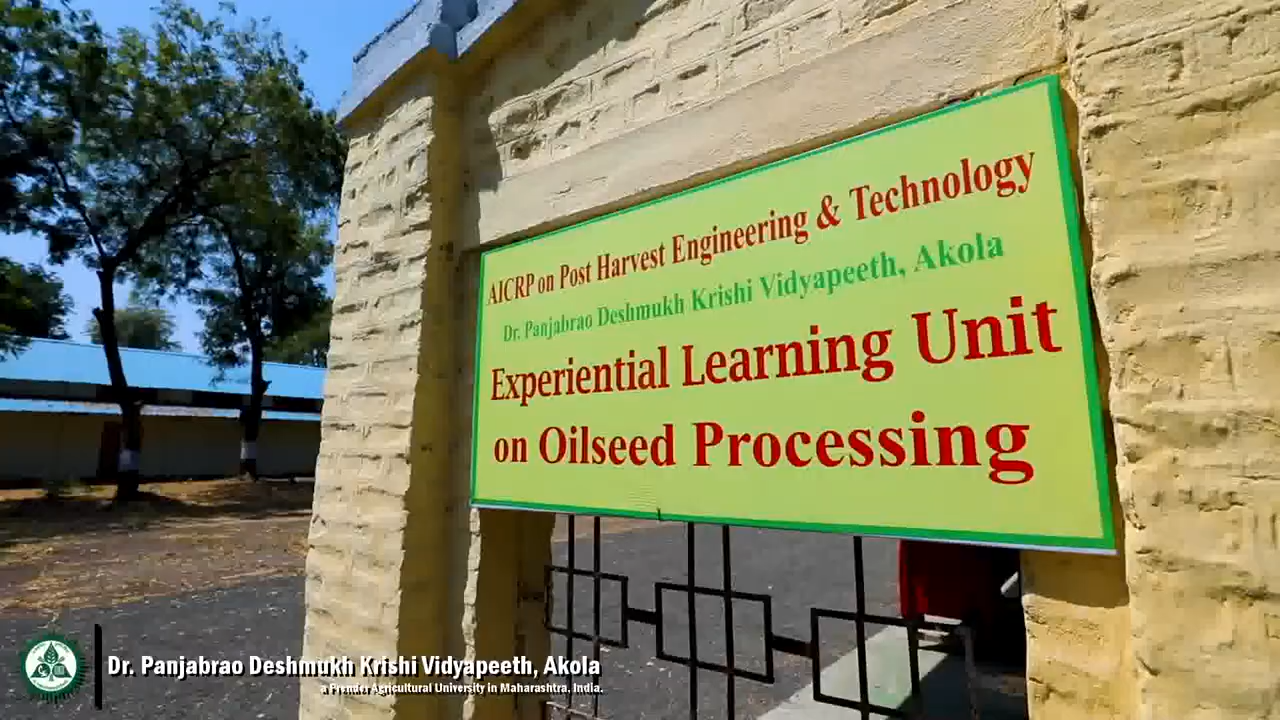 AICRP on Post Harvest Engineering & Technology
Dr. Panjabrao Deshmukh Krishi Vidyapeeth, Akola
Experiential Learning Unit
on Oilseed Processing
Dr. Panjabrao Deshmukh Krishi Vidyapeeth, Akola
a Premier Agricultural University in Maharashtra. India.